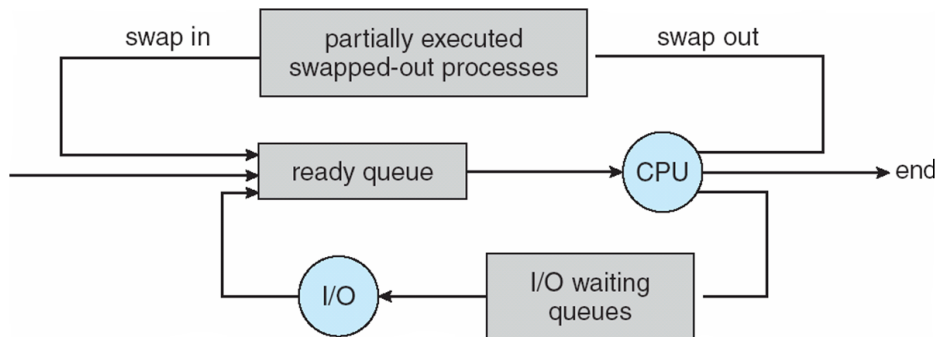 swap in
partially executed
swapped-out processes
swap out
ready queue
CPU
end
I/O
I/O waiting
queues